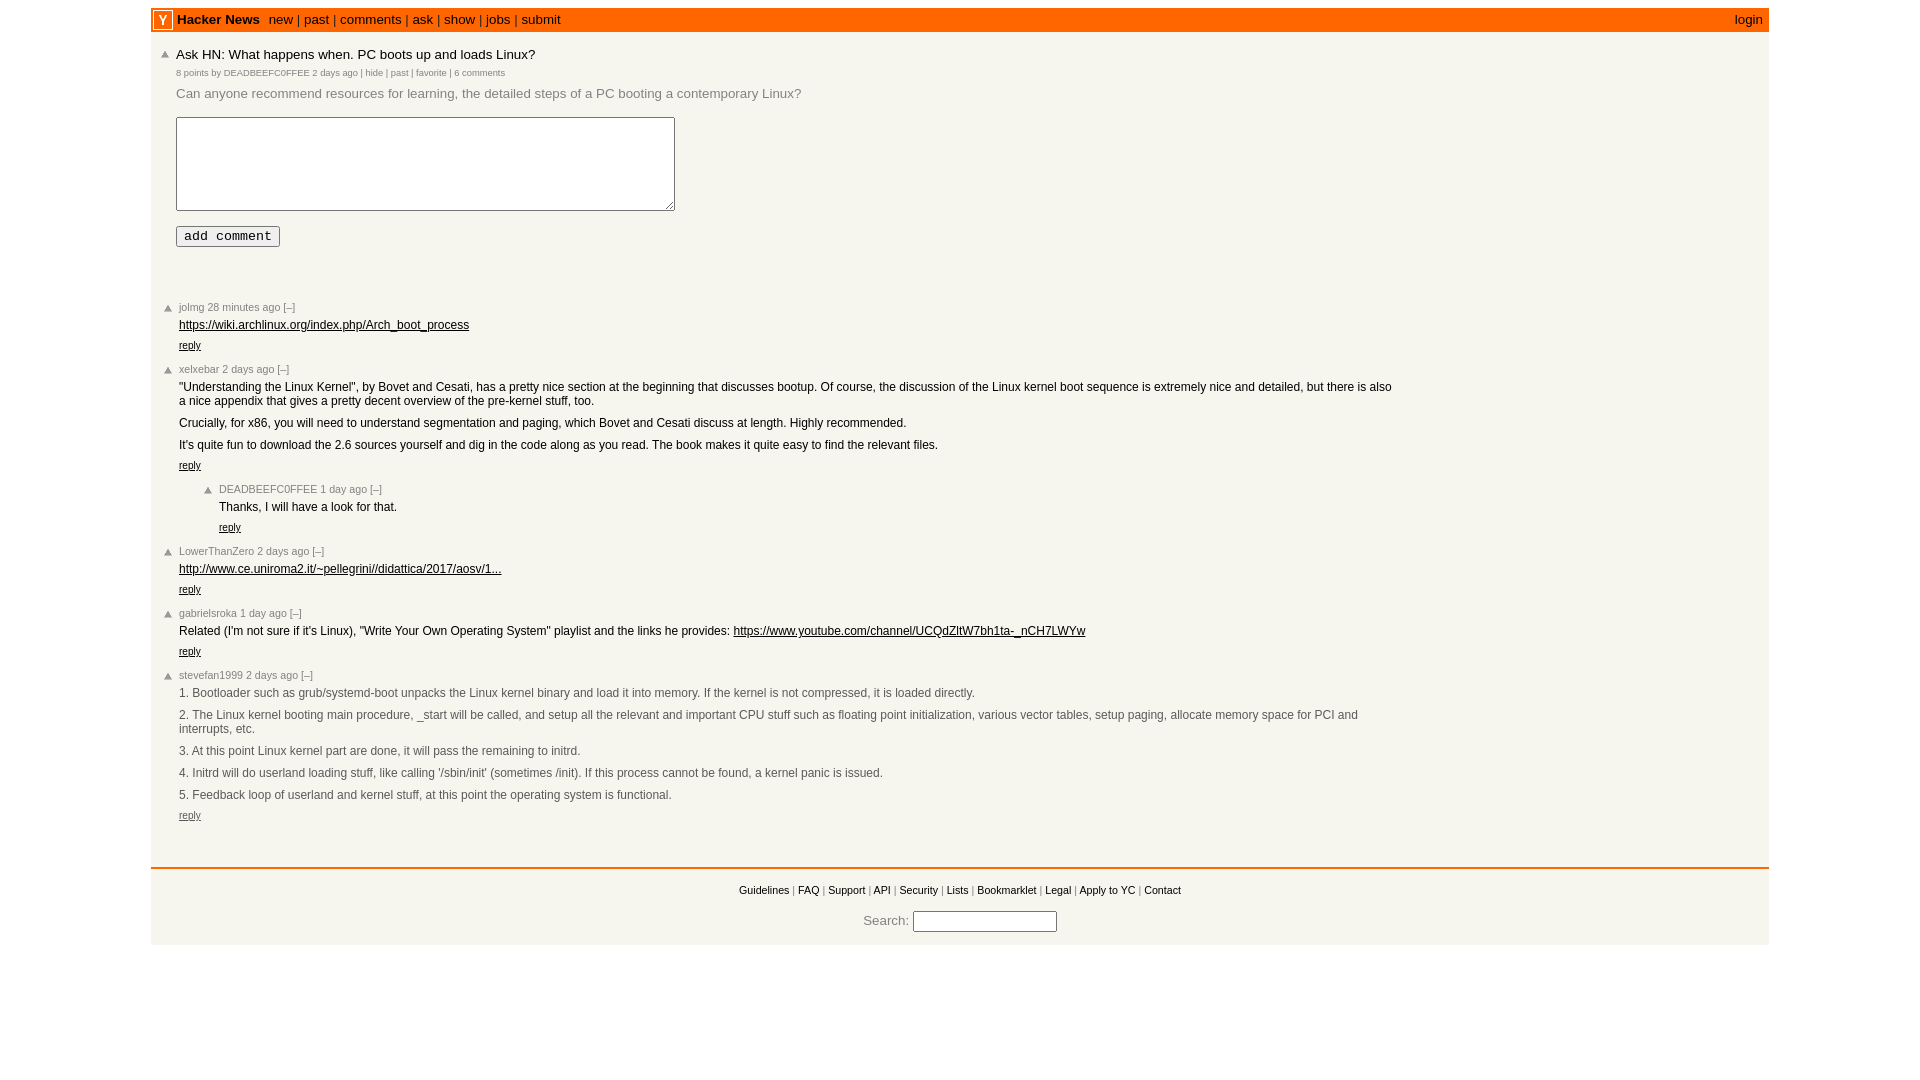 Y Hacker News new | past | comments | ask | show | jobs | submit login
Ask HN: What happens when. PC boots up and loads Linux?
8 points by DEADBEEFC0FFEE 2 days ago | hide | past | favorite | 6 comments
Can anyone recommend resources for learning, the detailed steps of a PC booting a contemporary Linux?
add comment
jolmg 28 minutes ago [–]
https://wiki.archlinux.org/index.php/Arch_boot_process
reply
xelxebar 2 days ago [–]
"Understanding the Linux Kernel", by Bovet and Cesati, has a pretty nice section at the beginning that discusses bootup. Of course, the discussion of the Linux kernel boot sequence is extremely nice and detailed, but there is also
a nice appendix that gives a pretty decent overview of the pre-kernel stuff, too.
Crucially, for x86, you will need to understand segmentation and paging, which Bovet and Cesati discuss at length. Highly recommended.
It's quite fun to download the 2.6 sources yourself and dig in the code along as you read. The book makes it quite easy to find the relevant files.
reply
DEADBEEFC0FFEE 1 day ago [–]
Thanks, I will have a look for that.
reply
LowerThanZero 2 days ago [–]
http://www.ce.uniroma2.it/~pellegrini//didattica/2017/aosv/1...
reply
gabrielsroka 1 day ago [–]
Related (I'm not sure if it's Linux), "Write Your Own Operating System" playlist and the links he provides: https://www.youtube.com/channel/UCQdZltW7bh1ta-_nCH7LWYw
reply
stevefan1999 2 days ago [–]
1. Bootloader such as grub/systemd-boot unpacks the Linux kernel binary and load it into memory. If the kernel is not compressed, it is loaded directly.
2. The Linux kernel booting main procedure, _start will be called, and setup all the relevant and important CPU stuff such as floating point initialization, various vector tables, setup paging, allocate memory space for PCI and
interrupts, etc.
3. At this point Linux kernel part are done, it will pass the remaining to initrd.
4. Initrd will do userland loading stuff, like calling '/sbin/init' (sometimes /init). If this process cannot be found, a kernel panic is issued.
5. Feedback loop of userland and kernel stuff, at this point the operating system is functional.
reply
Guidelines | FAQ | Support | API | Security | Lists | Bookmarklet | Legal | Apply to YC | Contact
Search: